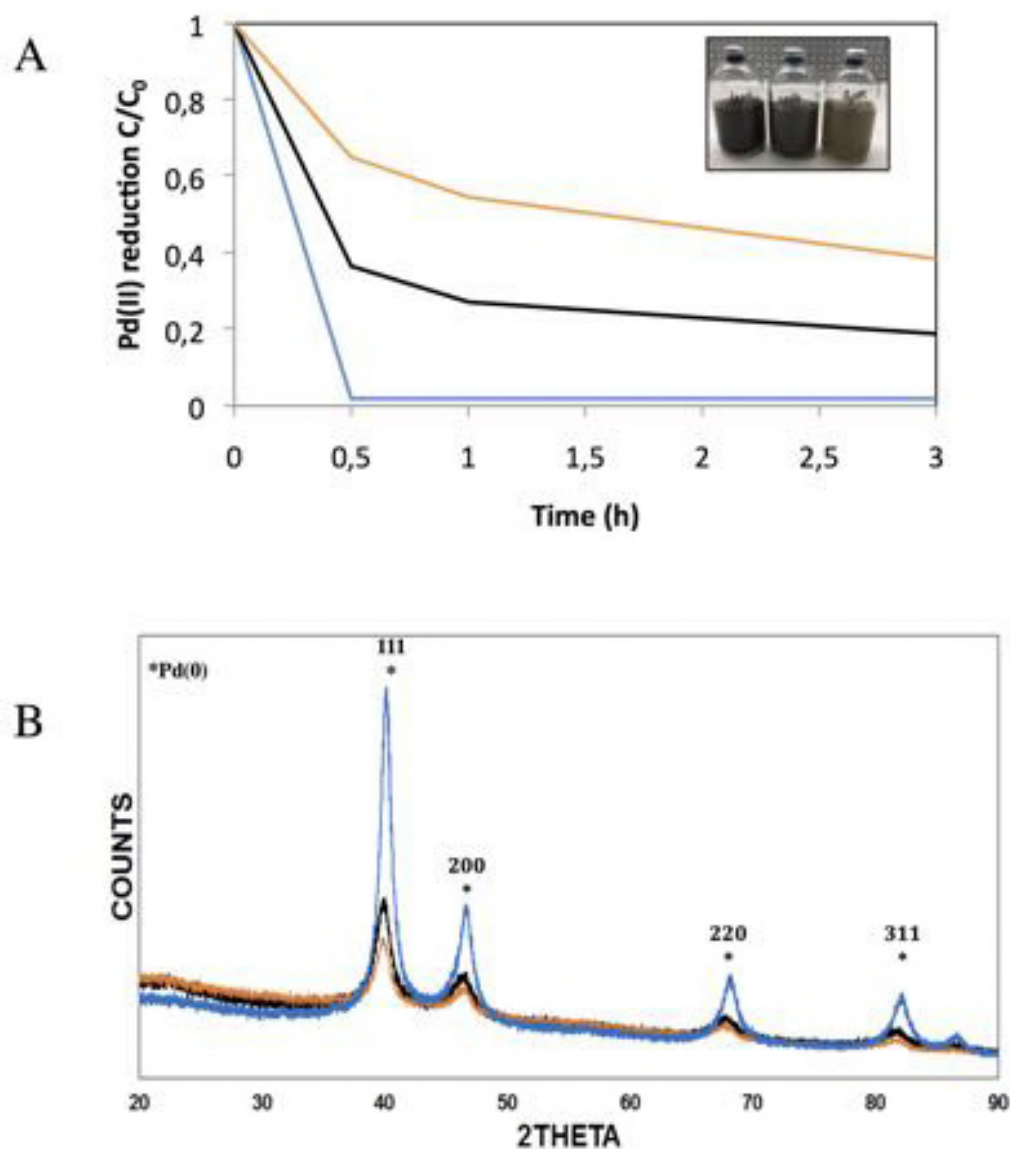 A
Pd(II) reduction C/C₀
1
0,8
0,6
0,4
0,2
0
0 0,5 1 1,5 2 2,5 3
Time (h)
B
*Pd(0)
111
*
200
*
220
*
311
*
COUNTS
20 30 40 50 60 70 80 90
2THETA